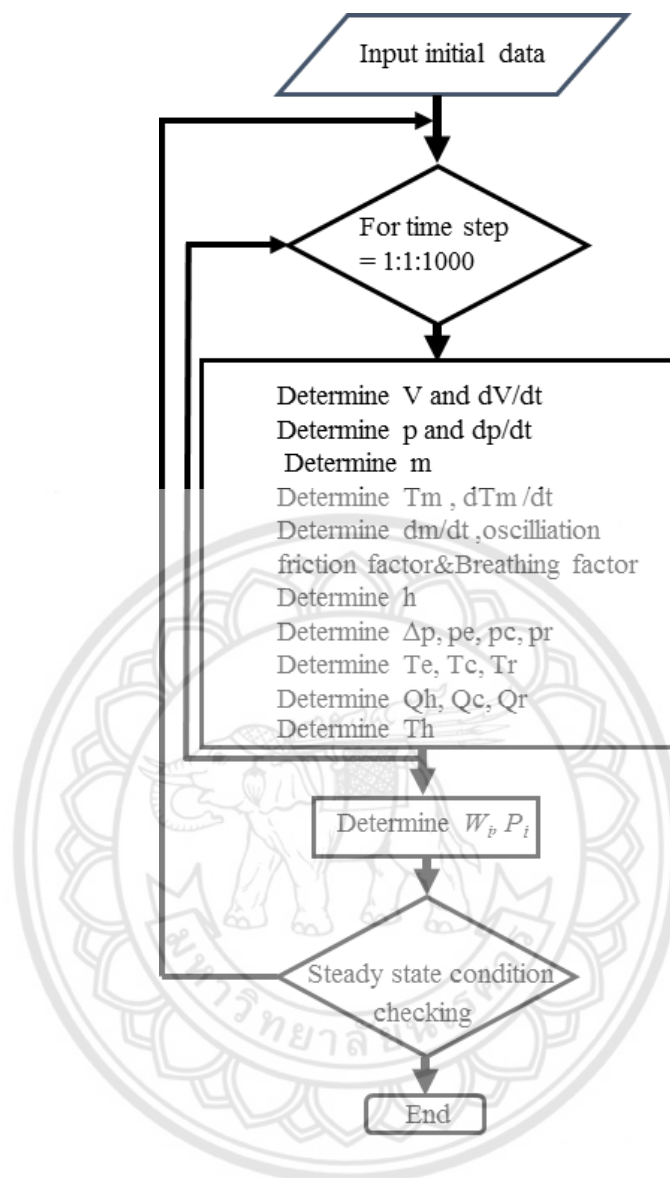 Input initial data
For time step
= 1:1:1000
Determine V and dV/dt
Determine p and dp/dt
Determine m
Determine Tm , dTm /dt
Determine dm/dt ,oscilliation
friction factor&Breathing factor
Determine h
Determine Δp, pe, pc, pr
Determine Te, Tc, Tr
Determine Qh, Qc, Qr
Determine Th
Determine Wi, Pi
Steady state condition
checking
End